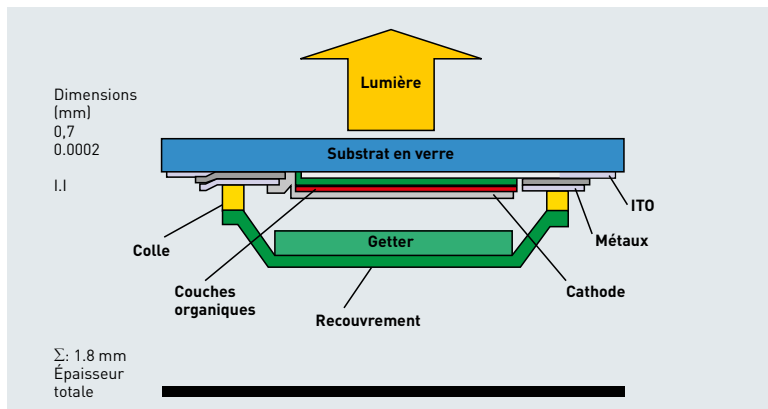 Lumière
Dimensions
(mm)
0,7
0.0002
I.I
Substrat en verre
ITO
Métaux
Colle
Getter
Couches
organiques
Cathode
Recouvrement
Σ: 1.8 mm
Épaisseur
totale